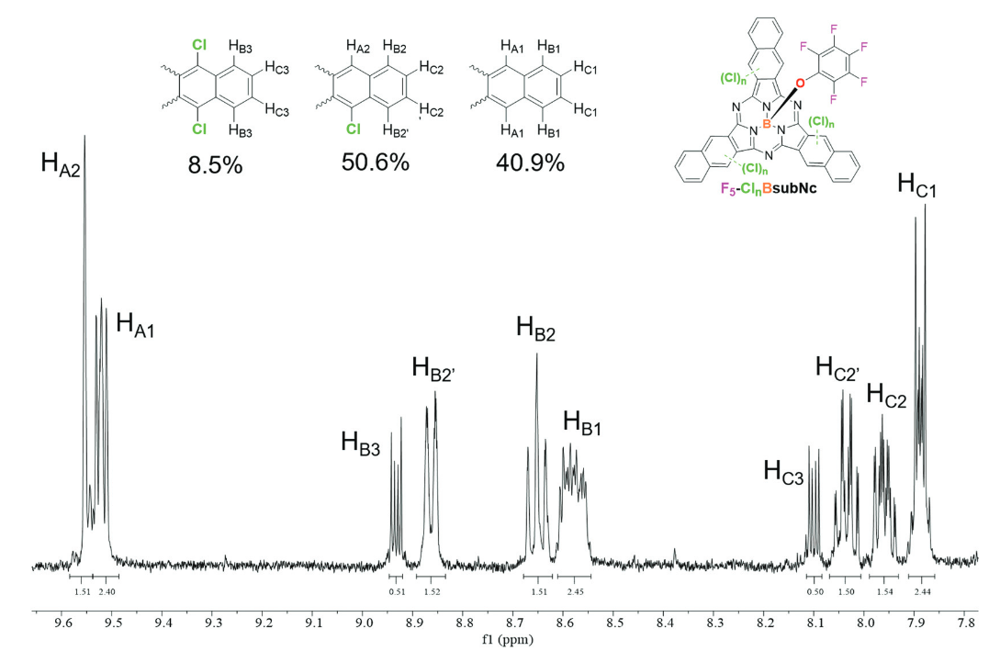 Cl HB3 HC3 HC3 Cl HB3
8.5%
HA2 HB2 HC2 HC2' Cl HB2'
50.6%
HA1 HB1 HC1 HC1 HA1 HB1
40.9%
F F F F F O
(Cl)n N N N B N N N (Cl)n (Cl)n
F5-ClnBsubNc
HA2
HA1
HB3
HB2'
HB2
HB1
HC3
HC2'
HC2
HC1
1.51 2.40 0.51 1.52 1.51 2.45 0.50 1.50 1.54 2.44
9.6 9.5 9.4 9.3 9.2 9.1 9.0 8.9 8.8 8.7 8.6 8.5 8.4 8.3 8.2 8.1 8.0 7.9 7.8
f1 (ppm)